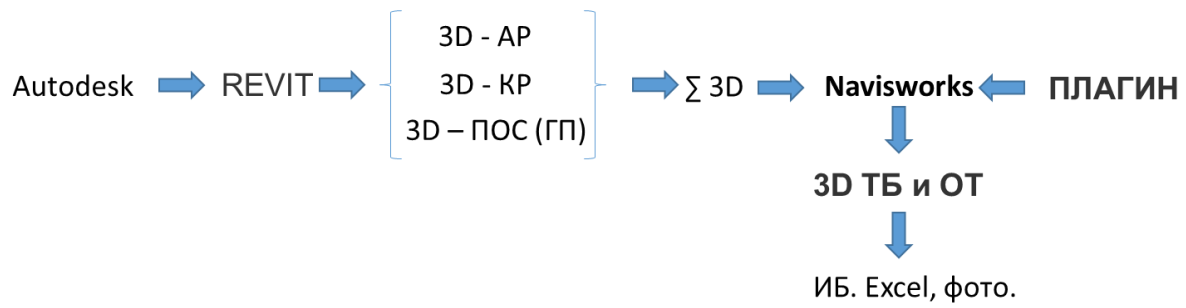 3D - АР
Autodesk REVIT 3D - КР ∑ 3D Navisworks ПЛАГИН
3D – ПОС (ГП)
3D ТБ и ОТ
ИБ. Excel, фото.